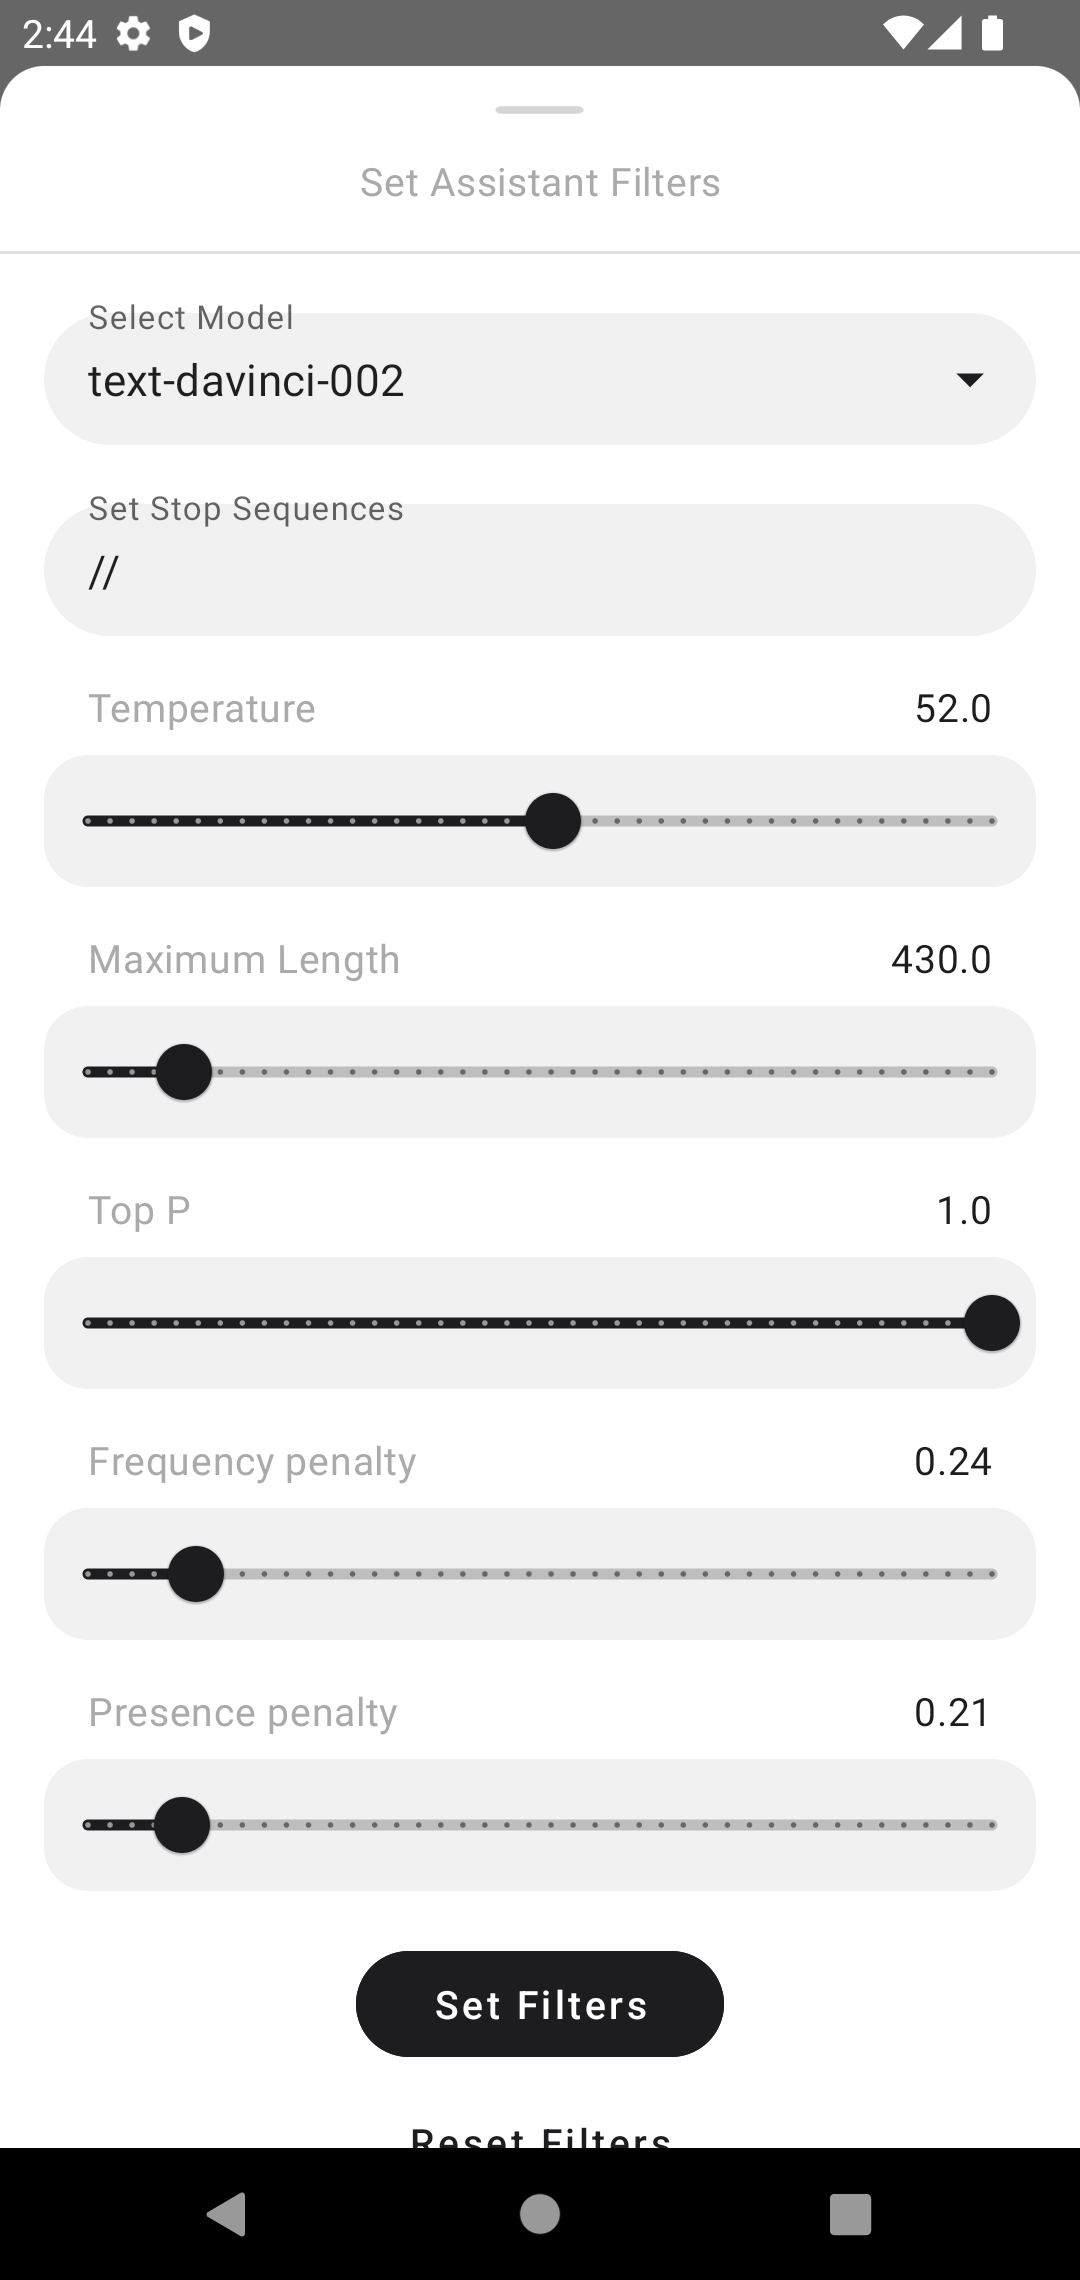 2:44
Set Assistant Filters
Select Model
text-davinci-002
Set Stop Sequences
//
Temperature 52.0
Maximum Length 430.0
Top P 1.0
Frequency penalty 0.24
Presence penalty 0.21
Set Filters
Reset Filters